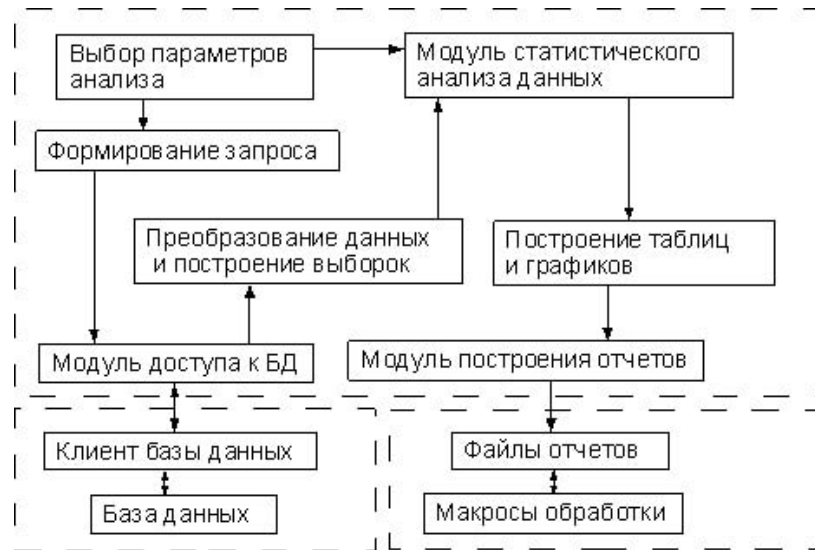 Выбор параметров
анализа
Модуль статистического
анализа данных
Формирование запроса
Преобразование данных
и построение выборок
Построение таблиц
и графиков
Модуль доступа к БД
Модуль построения отчетов
Клиент базы данных
Файлы отчетов
База данных
Макросы обработки